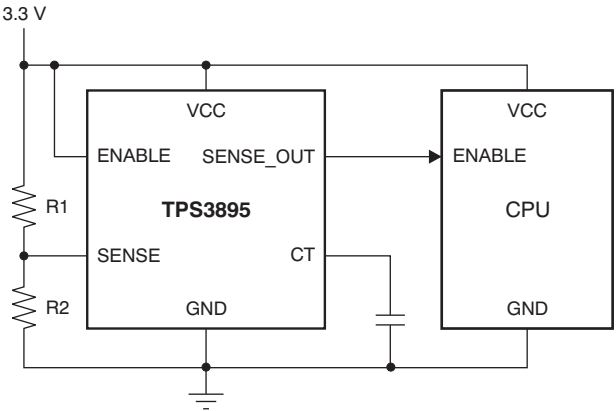 3.3 V
VCC
VCC
ENABLE
SENSE_OUT
ENABLE
R1
TPS3895
CPU
SENSE
CT
R2
GND
GND